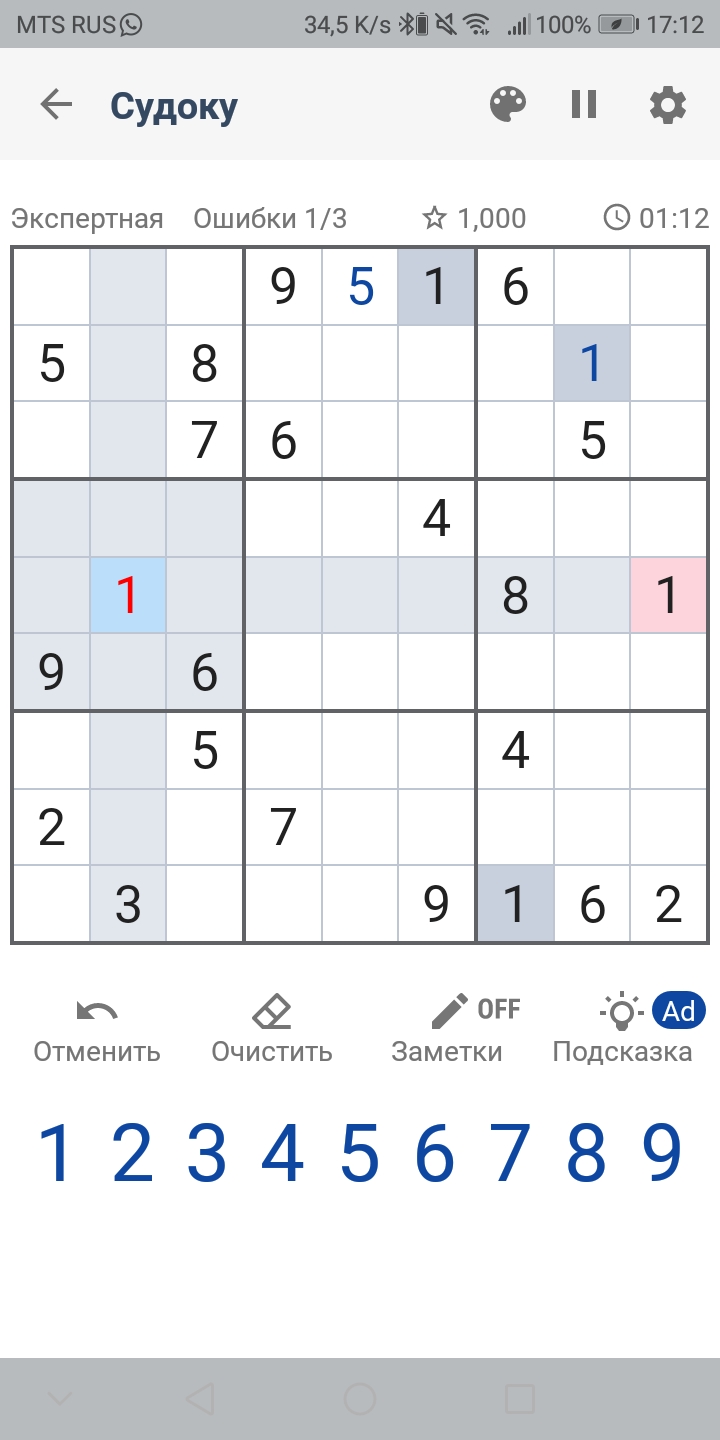 MTS RUS 34,5 K/s 100% 17:12
Судоку
Экспертная Ошибки 1/3 1,000 01:12
9 5 1 6
5 8 1
7 6 5
4
1 8 1
9 6
5 4
2 7
3 9 1 6 2
OFF Ad
Отменить Очистить Заметки Подсказка
1 2 3 4 5 6 7 8 9